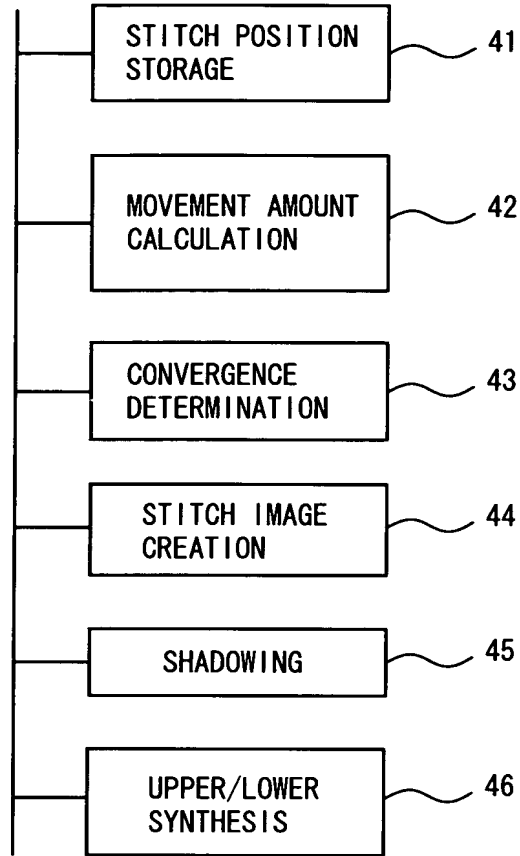 STITCH POSITION
STORAGE
41
MOVEMENT AMOUNT
CALCULATION
42
CONVERGENCE
DETERMINATION
43
STITCH IMAGE
CREATION
44
SHADOWING
45
UPPER/LOWER
SYNTHESIS
46